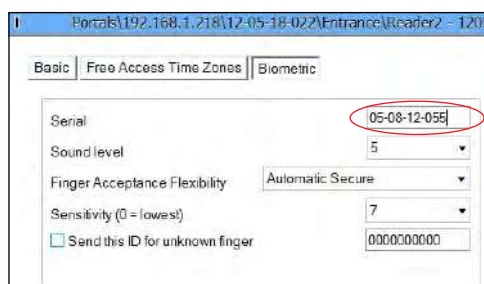 Portals\192.168.1.218\12-05-18-022\Entrance\Reader2 - 120
Basic Free Access Time Zones Biometric
Serial 05-08-12-055
Sound level 5
Finger Acceptance Flexibility Automatic Secure
Sensitivity (0 = lowest) 7
Send this ID for unknown finger 0000000000